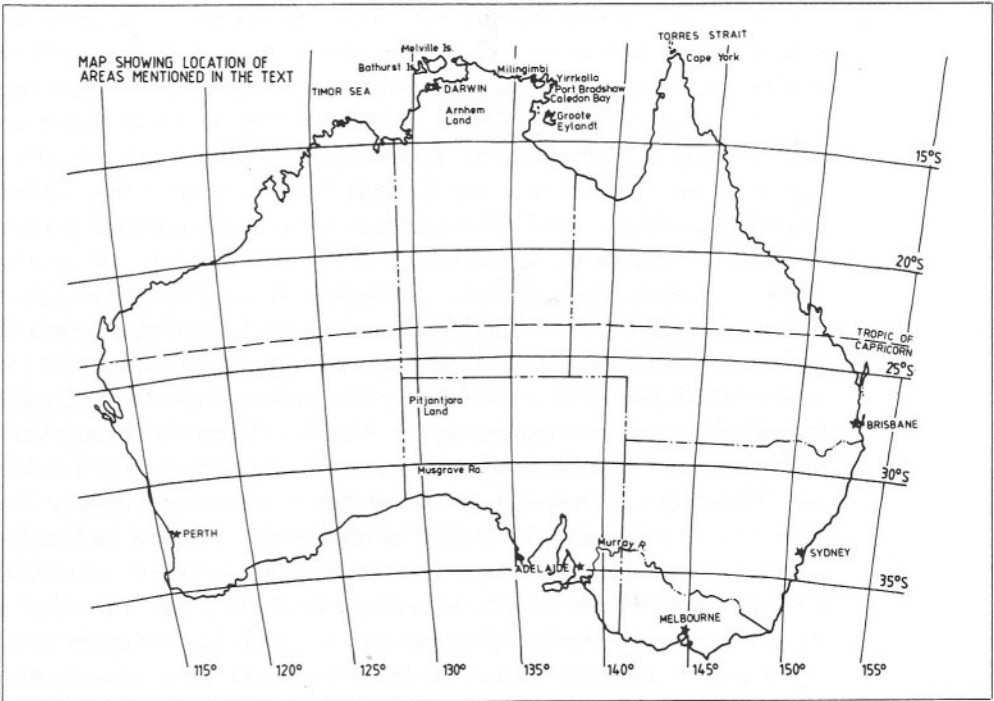 MAP SHOWING LOCATION OF
AREAS MENTIONED IN THE TEXT
TORRES STRAIT
Cape York
Melville Is.
Bathurst Is.
Milingimbi
Yirrkalla
Port Bradshaw
Caledon Bay
DARWIN
TIMOR SEA
Arnhem
Land
Groote
Eylandt
15°S
20°S
TROPIC OF
CAPRICORN
25°S
Pitjantjara
Land
BRISBANE
Musgrave Ra.
30°S
PERTH
Murray R.
SYDNEY
ADELAIDE
35°S
MELBOURNE
115°
120°
125°
130°
135°
140°
145°
150°
155°